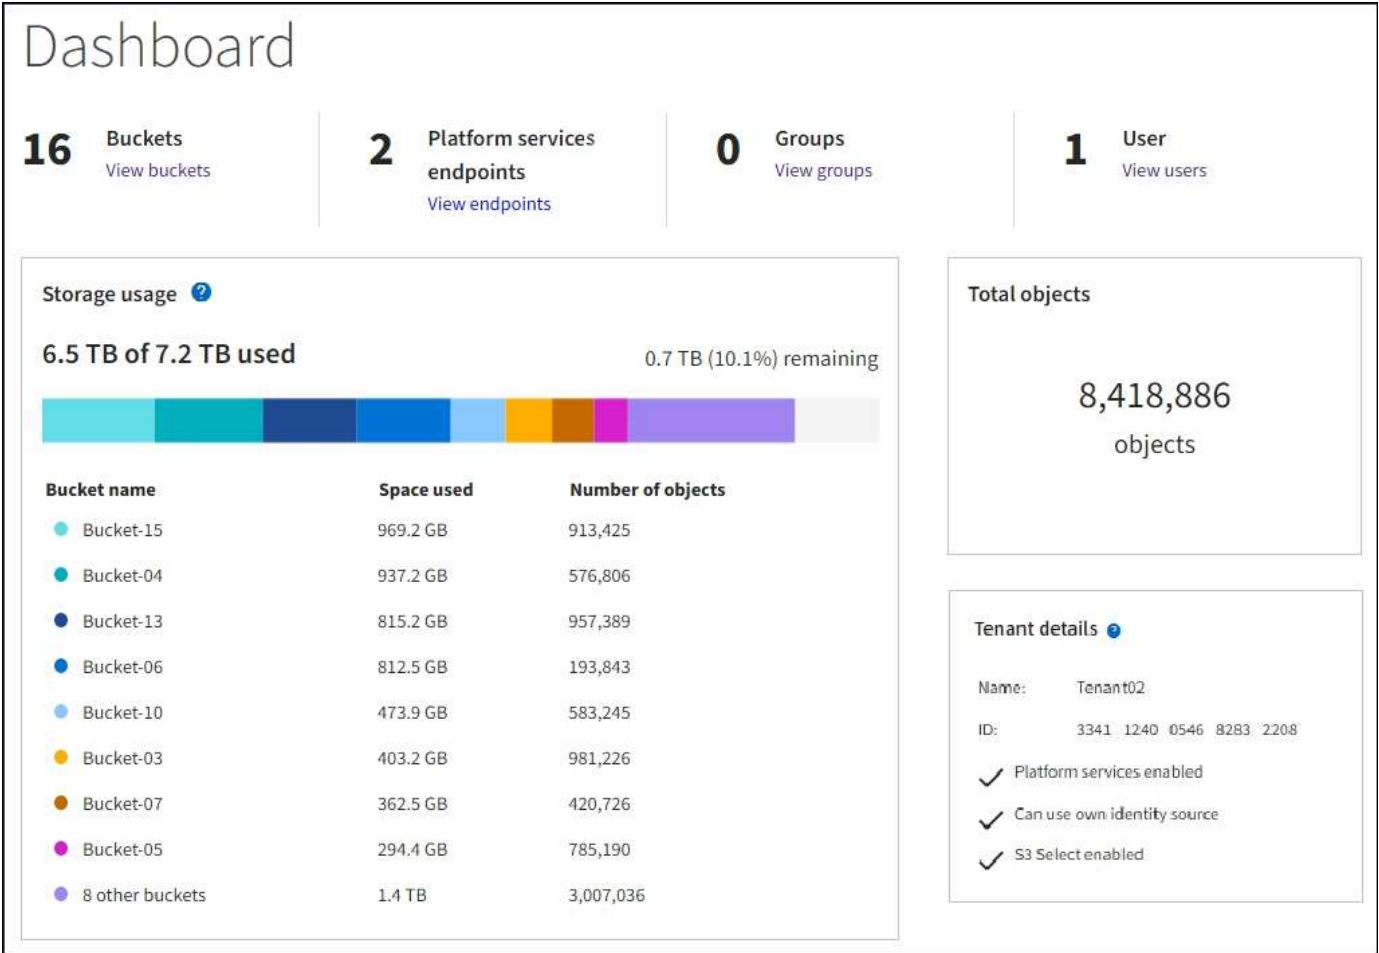 Dashboard
16 Buckets
View buckets
2 Platform services
endpoints
View endpoints
0 Groups
View groups
1 User
View users
Storage usage ?
6.5 TB of 7.2 TB used
0.7 TB (10.1%) remaining
Bucket name Space used Number of objects
Bucket-15 969.2 GB 913,425
Bucket-04 937.2 GB 576,806
Bucket-13 815.2 GB 957,389
Bucket-06 812.5 GB 193,843
Bucket-10 473.9 GB 583,245
Bucket-03 403.2 GB 981,226
Bucket-07 362.5 GB 420,726
Bucket-05 294.4 GB 785,190
8 other buckets 1.4 TB 3,007,036
Total objects
8,418,886
objects
Tenant details ?
Name: Tenant02
ID: 3341 1240 0546 8283 2208
Platform services enabled
Can use own identity source
S3 Select enabled